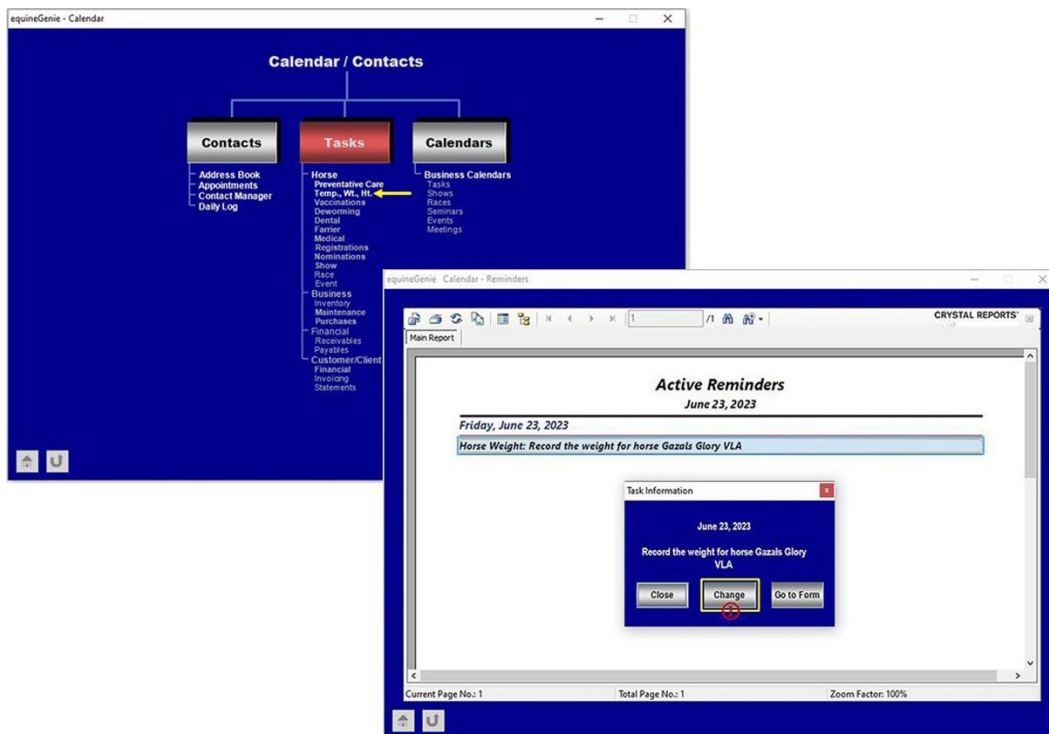 equineGenie - Calendar
Calendar / Contacts
Contacts
Tasks
Calendars
Address Book
Appointments
Contact Manager
Daily Log
Horse
Preventative Care
Temp., Wt., Ht.
Vaccinations
Deworming
Dental
Farrier
Medical
Registrations
Nominations
Show
Race
Event
Business
Inventory
Maintenance
Purchases
Financial
Receivables
Payables
Customer/Client
Financial
Invoicing
Statements
Business Calendars
Tasks
Shows
Races
Seminars
Events
Meetings
equineGenie Calendar - Reminders
1 /1
CRYSTAL REPORTS
Main Report
Active Reminders
June 23, 2023
Friday, June 23, 2023
Horse Weight: Record the weight for horse Gazals Glory VLA
Task Information
x
June 23, 2023
Record the weight for horse Gazals Glory
VLA
Close Change Go to Form
1
Current Page No.: 1 Total Page No.: 1 Zoom Factor: 100%